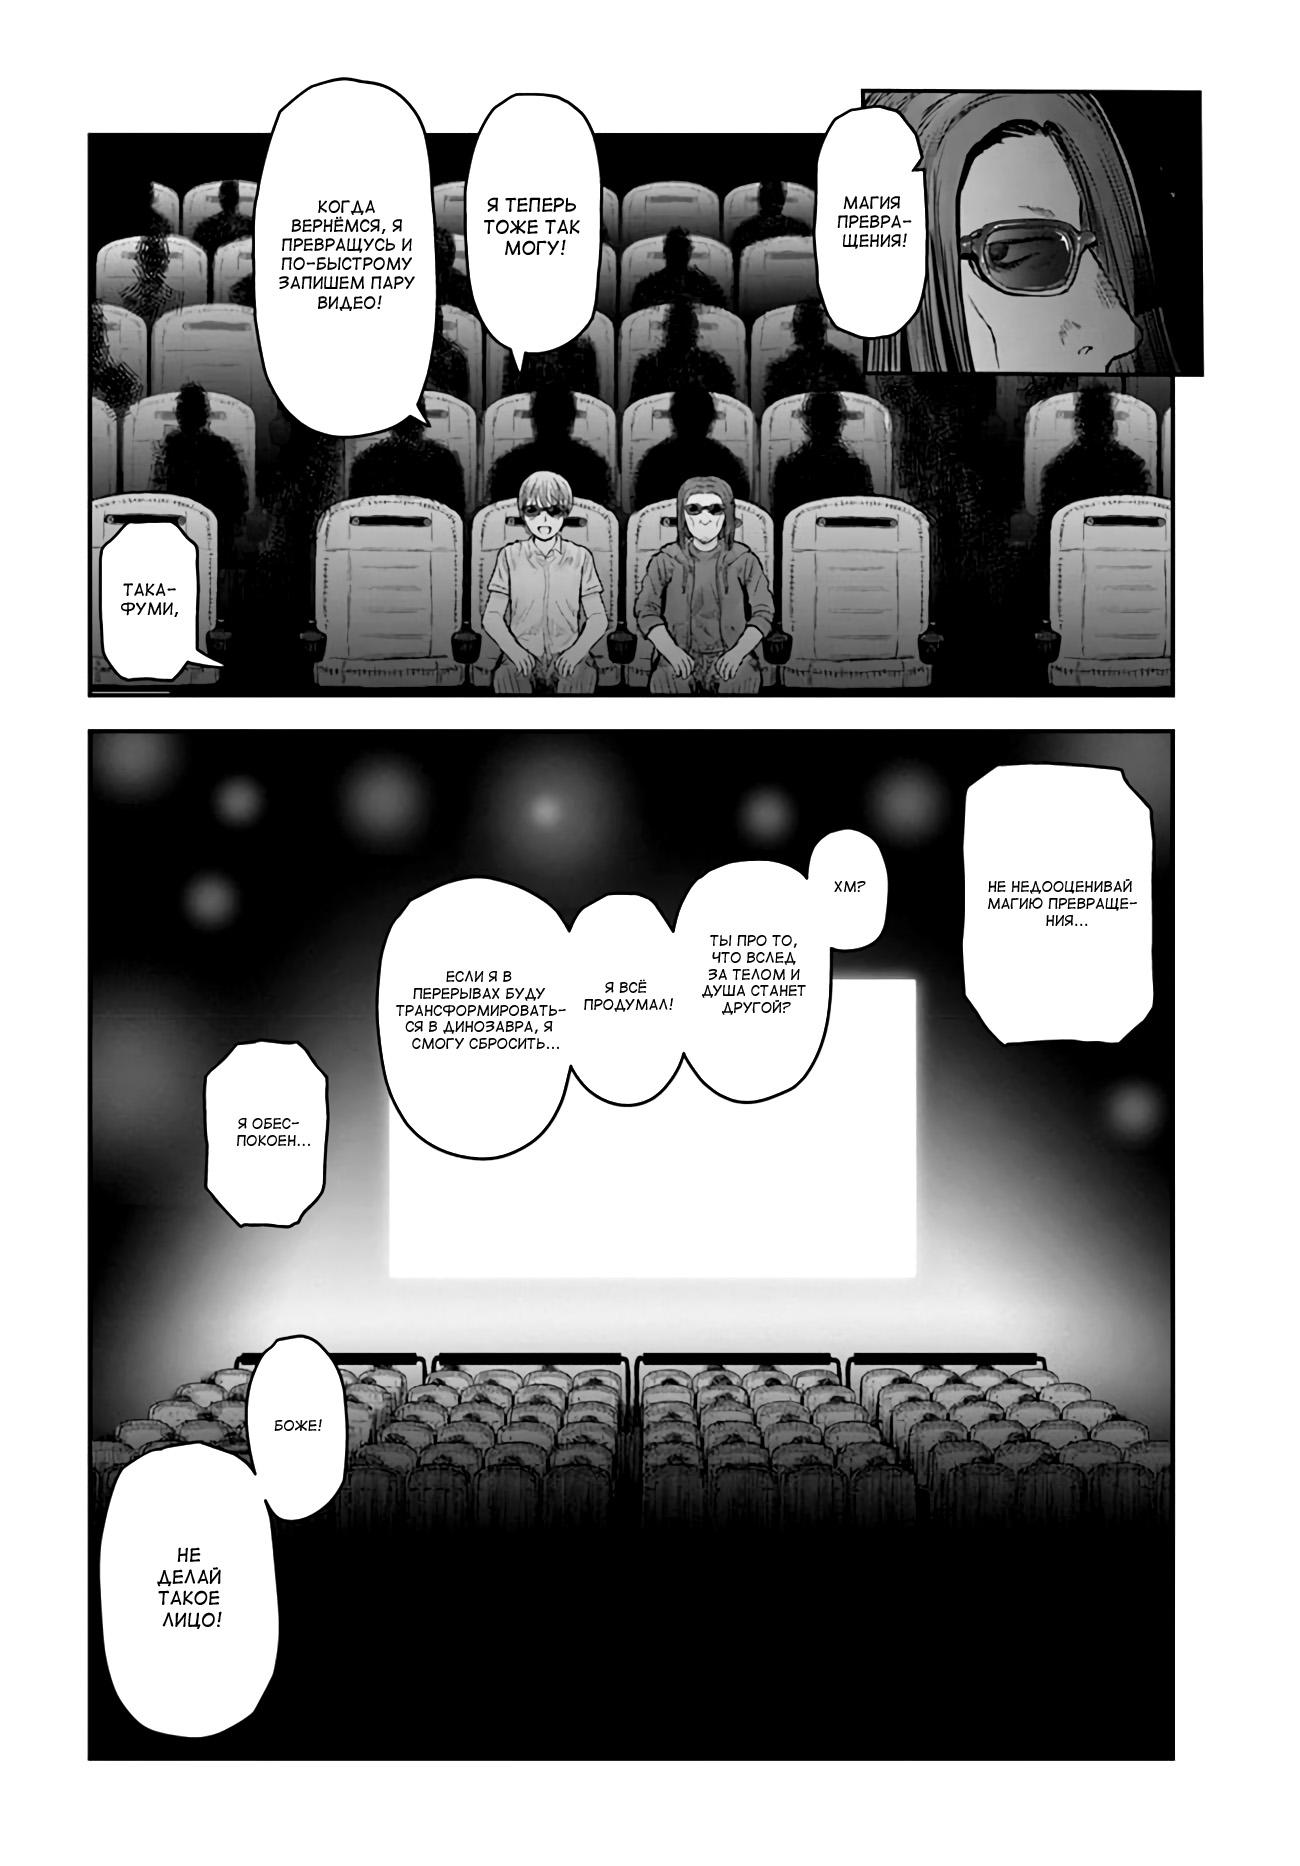 МАГИЯ
ПРЕВРА-
ЩЕНИЯ!
Я ТЕПЕРЬ
ТОЖЕ ТАК
МОГУ!
КОГДА
ВЕРНЁМСЯ, Я
ПРЕВРАЩУСЬ И
ПО-БЫСТРОМУ
ЗАПИШЕМ ПАРУ
ВИДЕО!
ТАКА-
ФУМИ,
НЕ НЕДООЦЕНИВАЙ
МАГИЮ ПРЕВРАЩЕ-
НИЯ...
ХМ?
ТЫ ПРО ТО,
ЧТО ВСЛЕД
ЗА ТЕЛОМ И
ДУША СТАНЕТ
ДРУГОЙ?
Я ВСЁ
ПРОДУМАЛ!
ЕСЛИ Я В
ПЕРЕРЫВАХ БУДУ
ТРАНСФОРМИРОВАТЬ-
СЯ В ДИНОЗАВРА, Я
СМОГУ СБРОСИТЬ...
Я ОБЕС-
ПОКОЕН...
БОЖЕ!
НЕ
ДЕЛАЙ
ТАКОЕ
ЛИЦО!